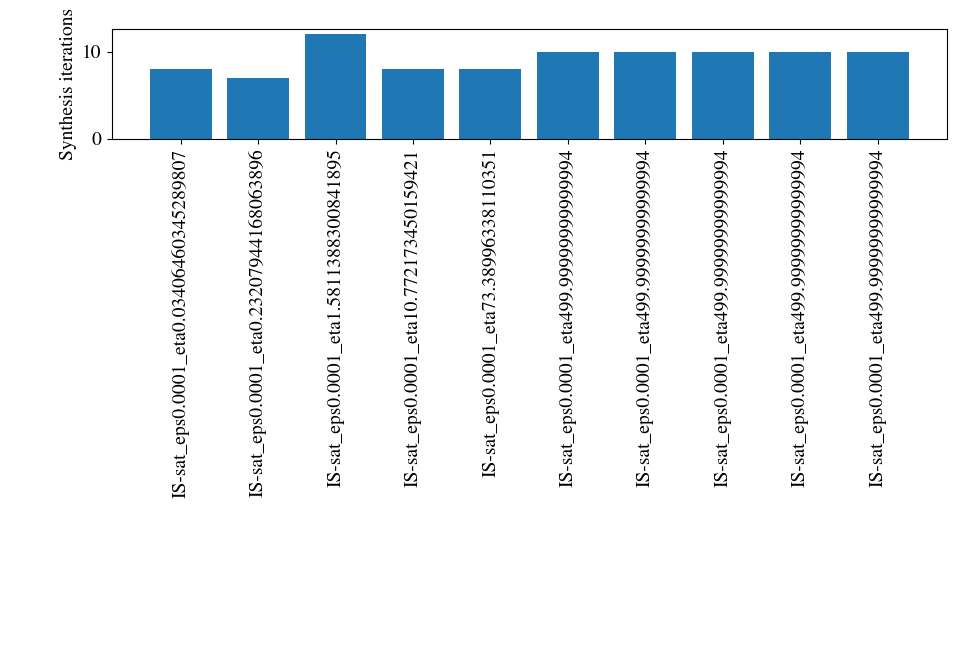 Synthesis iterations
10
0
IS-sat_eps0.0001_eta0.03406464603452898​07
IS-sat_eps0.0001_eta0.23207944168063896
IS-sat_eps0.0001_eta1.5811388300841895
IS-sat_eps0.0001_eta10.772173450159421
IS-sat_eps0.0001_eta73.38996338110351
IS-sat_eps0.0001_eta499.99999999999994
IS-sat_eps0.0001_eta499.99999999999994
IS-sat_eps0.0001_eta499.99999999999994
IS-sat_eps0.0001_eta499.99999999999994
IS-sat_eps0.0001_eta499.99999999999994